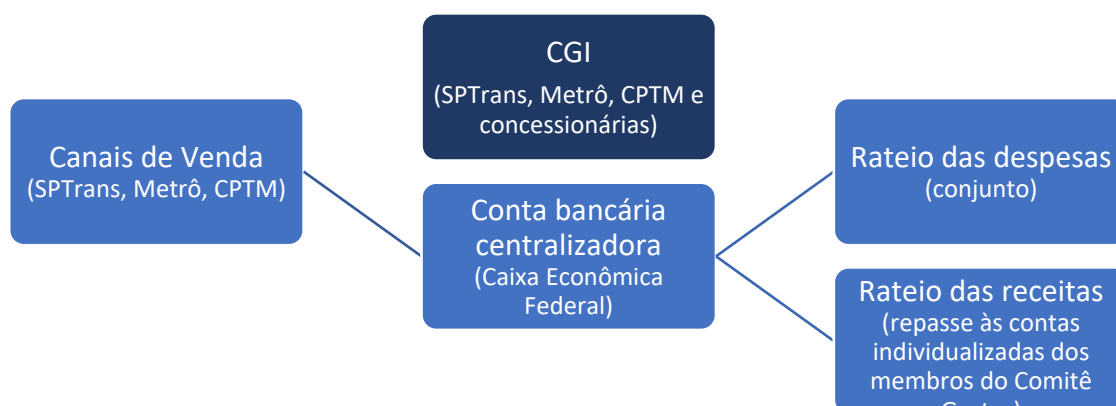 CGI
(SPTrans, Metrô, CPTM e
concessionárias)
Canais de Venda
(SPTrans, Metrô, CPTM)
Conta bancária
centralizadora
(Caixa Econômica
Federal)
Rateio das despesas
(conjunto)
Rateio das receitas
(repasse às contas
individualizadas dos
membros do Comitê